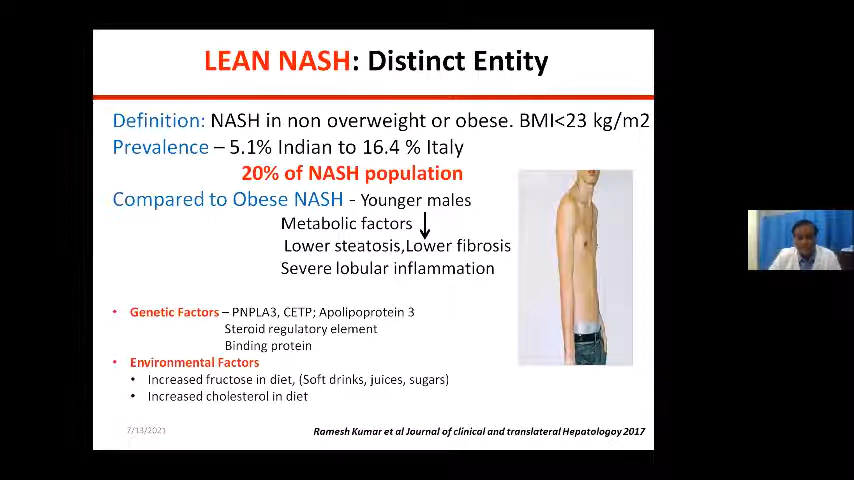 LEAN NASH: Distinct Entity
Definition: NASH in non overweight or obese. BMI<23 kg/m2
Prevalence – 5.1% Indian to 16.4 % Italy
20% of NASH population
Compared to Obese NASH - Younger males
Metabolic factors ↓
Lower steatosis,Lower fibrosis
Severe lobular inflammation
• Genetic Factors – PNPLA3, CETP; Apolipoprotein 3
Steroid regulatory element
Binding protein
• Environmental Factors
• Increased fructose in diet, (Soft drinks, juices, sugars)
• Increased cholesterol in diet
7/13/2021
Ramesh Kumar et al Journal of clinical and translational Hepatologoy 2017